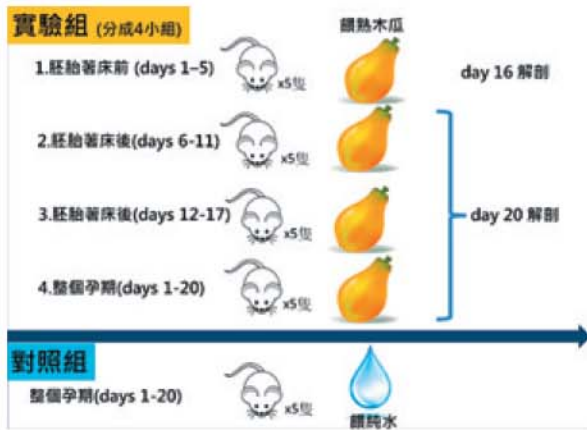 實驗組 (分成4小組)
餵熟木瓜
1.胚胎著床前 (days 1–5)
x5隻
day 16 解剖
2.胚胎著床後(days 6-11)
x5隻
3.胚胎著床後(days 12-17)
x5隻
day 20 解剖
4.整個孕期(days 1-20)
x5隻
對照組
整個孕期(days 1-20)
x5隻
餵純水